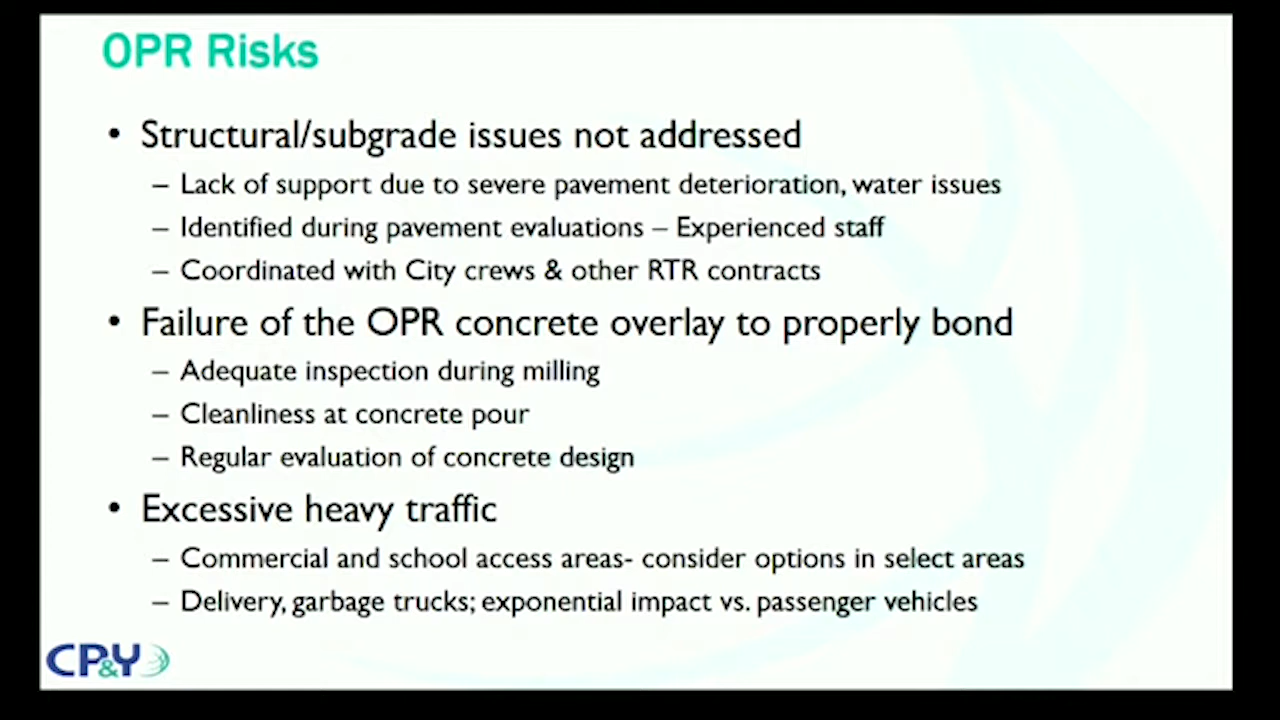 OPR Risks
• Structural/subgrade issues not addressed
– Lack of support due to severe pavement deterioration, water issues
– Identified during pavement evaluations – Experienced staff
– Coordinated with City crews & other RTR contracts
• Failure of the OPR concrete overlay to properly bond
– Adequate inspection during milling
– Cleanliness at concrete pour
– Regular evaluation of concrete design
• Excessive heavy traffic
– Commercial and school access areas- consider options in select areas
– Delivery, garbage trucks; exponential impact vs. passenger vehicles
CP&Y